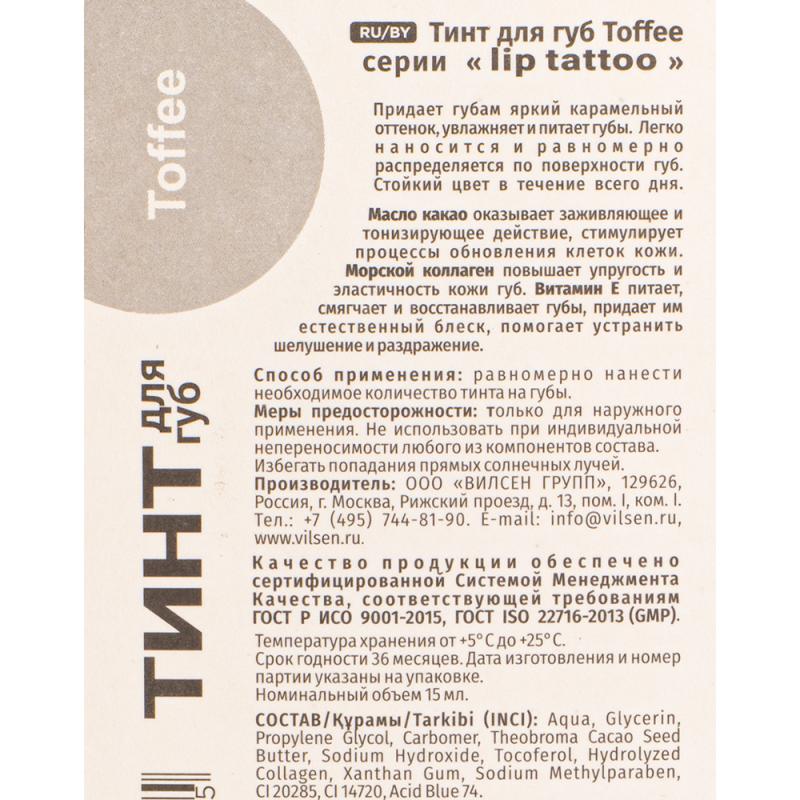 RU/BY Тинт для губ Toffee
серии « lip tattoo »
Toffee
Придает губам яркий карамельный
оттенок, увлажняет и питает губы. Легко
наносится и равномерно
распределяется по поверхности губ.
Стойкий цвет в течение всего дня.
Масло какао оказывает заживляющее и
тонизирующее действие, стимулирует
процессы обновления клеток кожи.
Морской коллаген повышает упругость и
эластичность кожи губ. Витамин Е питает,
смягчает и восстанавливает губы, придает им
естественный блеск, помогает устранить
шелушение и раздражение.
ТИНТ для
губ
Способ применения: равномерно нанести
необходимое количество тинта на губы.
Меры предосторожности: только для наружного
применения. Не использовать при индивидуальной
непереносимости любого из компонентов состава.
Избегать попадания прямых солнечных лучей.
Производитель: ООО «ВИЛСЕН ГРУПП», 129626,
Россия, г. Москва, Рижский проезд, д. 13, пом. I, ком. I.
Тел.: +7 (495) 744-81-90. E-mail: info@vilsen.ru,
www.vilsen.ru.
Качество продукции обеспечено
сертифицированной Системой Менеджмента
Качества, соответствующей требованиям
ГОСТ Р ИСО 9001-2015, ГОСТ ISO 22716-2013 (GMP).
Температура хранения от +5°С до +25°С.
Срок годности 36 месяцев. Дата изготовления и номер
партии указаны на упаковке.
Номинальный объем 15 мл.
СОСТАВ/Құрамы/Tarkibi (INCI): Aqua, Glycerin,
Propylene Glycol, Carbomer, Theobroma Cacao Seed
Butter, Sodium Hydroxide, Tocoferol, Hydrolyzed
Collagen, Xanthan Gum, Sodium Methylparaben,
CI 20285, CI 14720, Acid Blue 74.
5